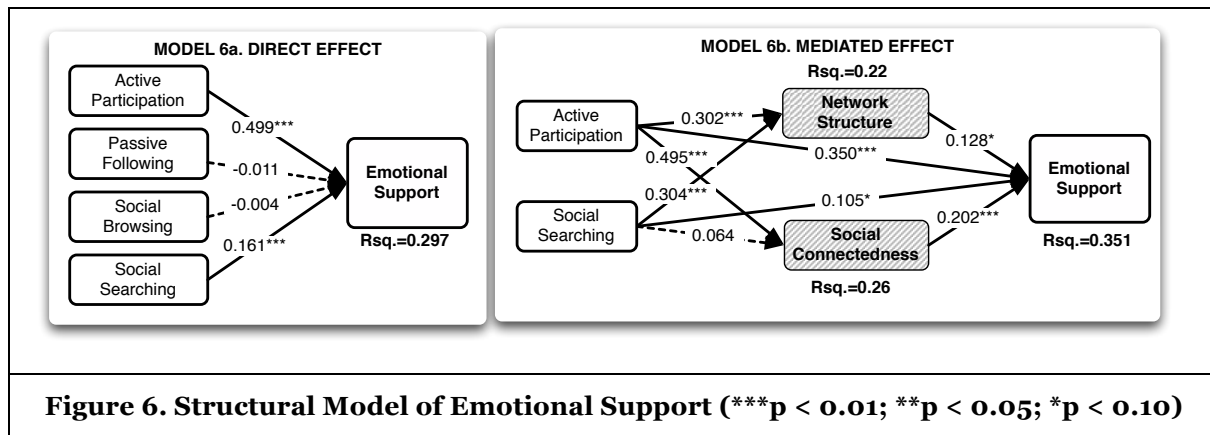 MODEL 6a. DIRECT EFFECT
Active
Participation
Passive
Following
Social
Browsing
Social
Searching
0.499***
-0.011
-0.004
0.161***
Emotional
Support
Rsq.=0.297
MODEL 6b. MEDIATED EFFECT
Rsq.=0.22
Network
Structure
Active
Participation
Social
Searching
0.302***
0.495***
0.304***
0.064
0.350***
0.105*
0.128*
0.202***
Social
Connectedness
Rsq.=0.26
Emotional
Support
Rsq.=0.351
Figure 6. Structural Model of Emotional Support (***p < 0.01; **p < 0.05; *p < 0.10)